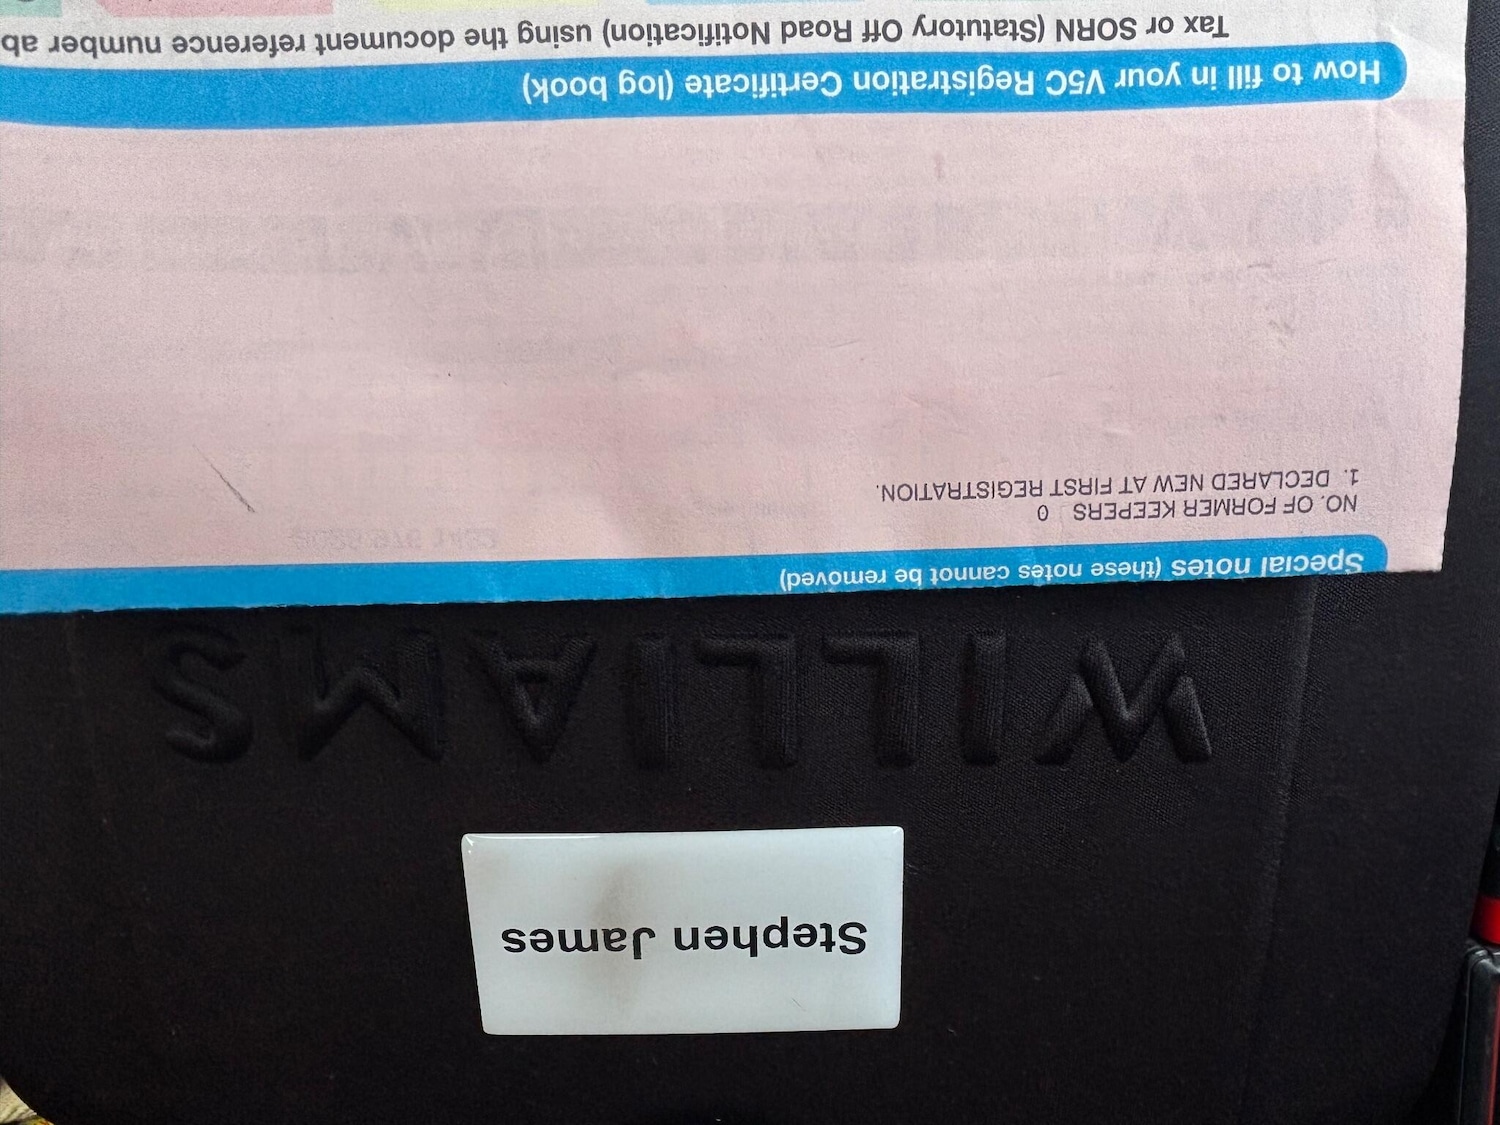 Stephen James
WILLIAMS
Special notes (these notes cannot be removed)
NO. OF FORMER KEEPERS 0
1. DECLARED NEW AT FIRST REGISTRATION.
How to fill in your V5C Registration Certificate (log book)
Tax or SORN (Statutory Off Road Notification) using the document reference number ab